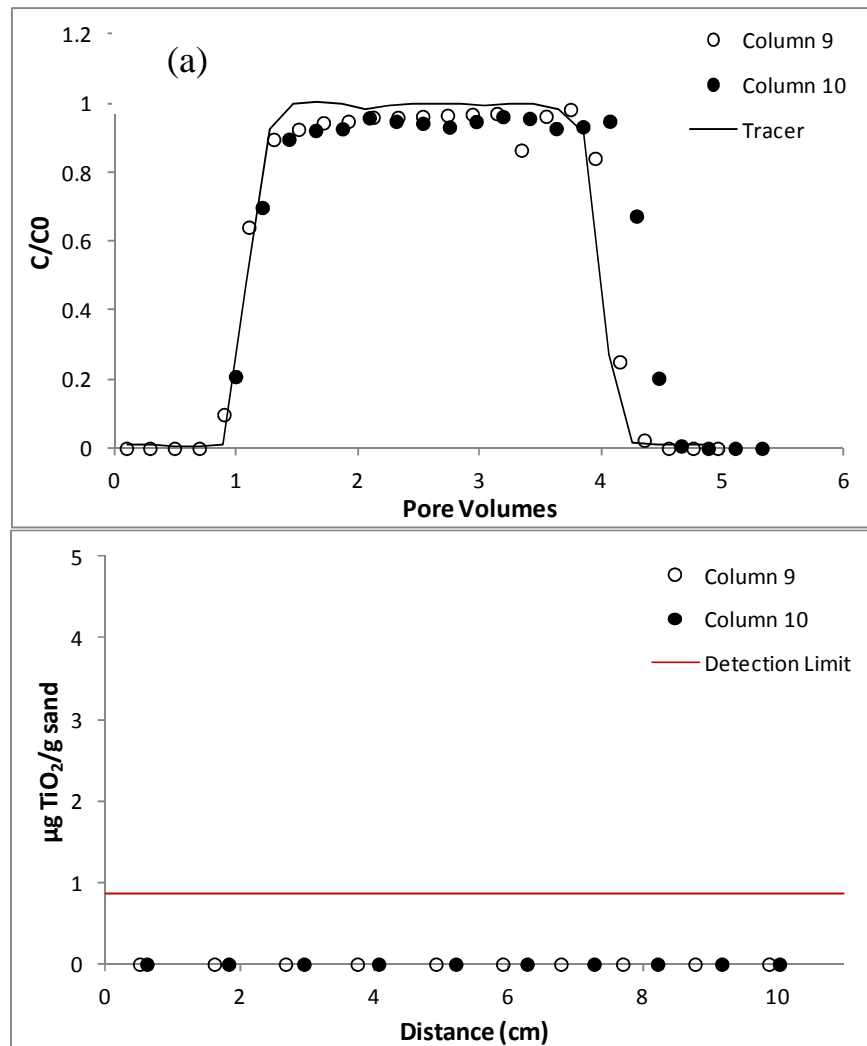 (a)
Column 9
Column 10
Tracer
1.2
1
0.8
0.6
0.4
0.2
0
C/C0
0 1 2 3 4 5 6
Pore Volumes
Column 9
Column 10
Detection Limit
5
4
3
2
1
0
µg TiO₂/g sand
0 2 4 6 8 10
Distance (cm)